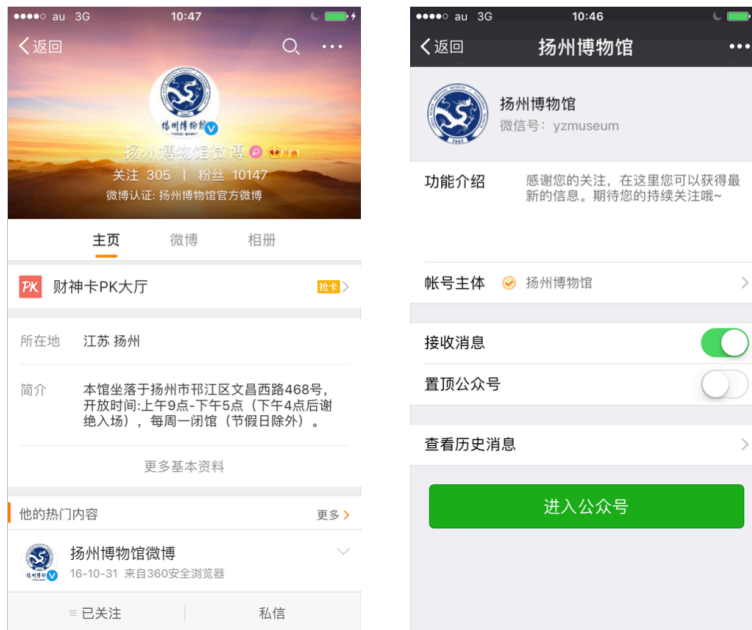 au 3G 10:47
返回
扬州博物馆
扬州博物馆微博 开通
关注 305 | 粉丝 10147
微博认证: 扬州博物馆官方微博
主页 微博 相册
PK 财神卡PK大厅 抢卡
所在地 江苏 扬州
简介 本馆坐落于扬州市邗江区文昌西路468号，
开放时间:上午9点-下午5点（下午4点后谢
绝入场），每周一闭馆（节假日除外）。
更多基本资料
他的热门内容 更多
扬州博物馆微博
16-10-31 来自360安全浏览器
已关注 私信
au 3G 10:46
返回 扬州博物馆
扬州博物馆
微信号: yzmuseum
功能介绍 感谢您的关注，在这里您可以获得最
新的信息。期待您的持续关注哦~
帐号主体 扬州博物馆
接收消息
置顶公众号
查看历史消息
进入公众号